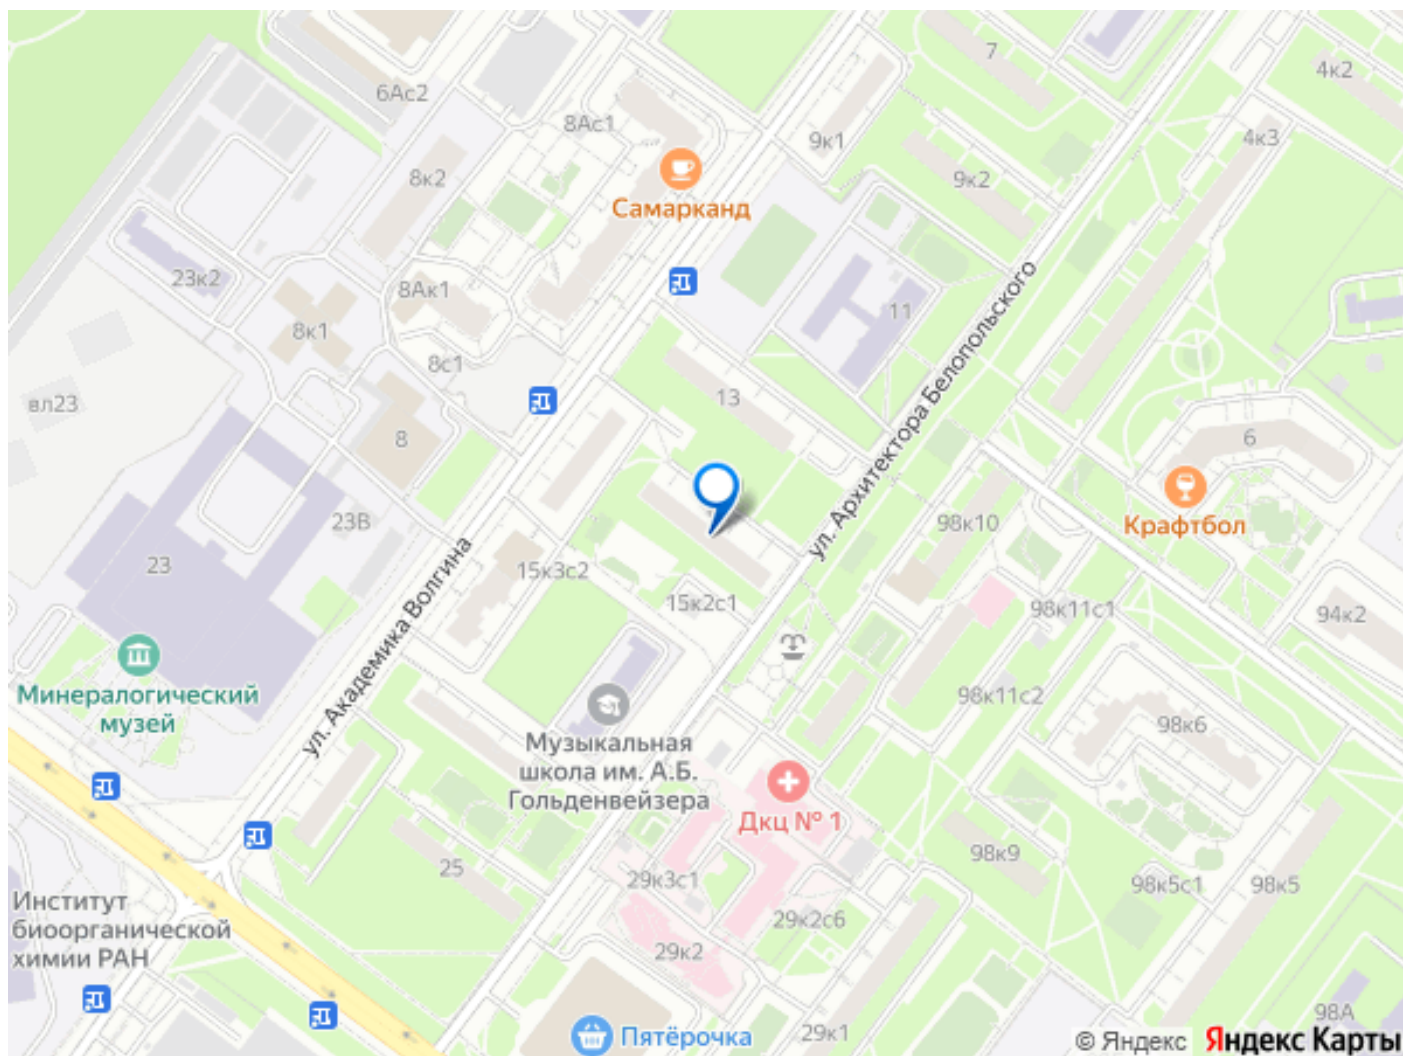 7
4к2
6Ас2
8Ас1
9к1
4к3
8к2
9к2
Самарканд
23к2
8Ак1
11
8к1
8с1
ул. Архитектора Белопольского
13
вл23
8
6
23В
98к10
Крафтбол
23
15к3с2
ул. Академика Волгина
15к2с1
98к11с1
94к2
Минералогический
музей
98к11с2
98к6
Музыкальная
школа им. А.Б.
Гольденвейзера
Дкц № 1
25
98к9
29к3с1
98к5с1
98к5
Институт
биоорганической
химии РАН
29к2с6
29к2
98А
Пятёрочка
29к1
© Яндекс Яндекс Карты